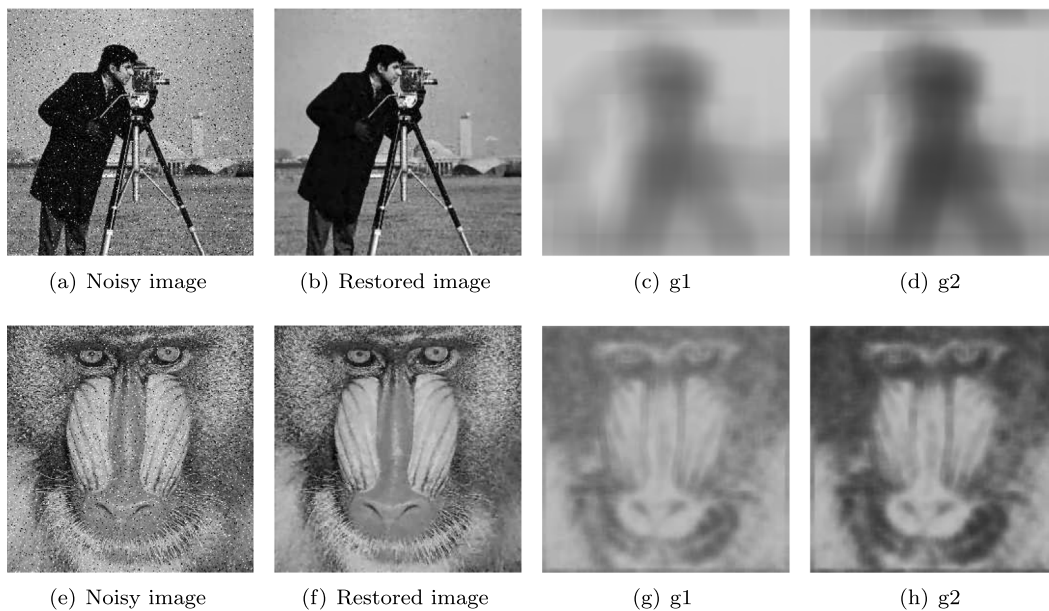 (a) Noisy image
(b) Restored image
(c) g1
(d) g2
(e) Noisy image
(f) Restored image
(g) g1
(h) g2